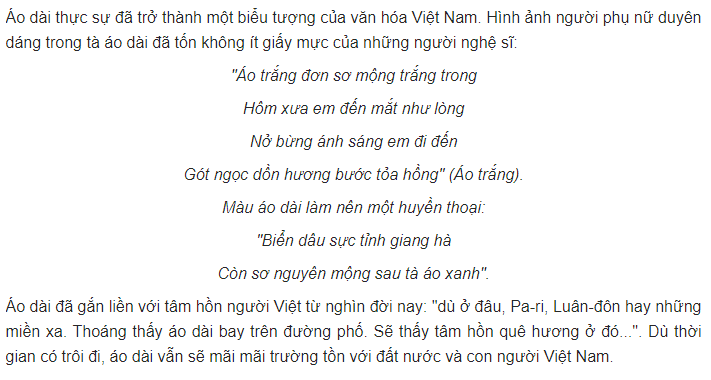 Áo dài thực sự đã trở thành một biểu tượng của văn hóa Việt Nam. Hình ảnh người phụ nữ duyên
dáng trong tà áo dài đã tốn không ít giấy mực của những người nghệ sĩ:
"Áo trắng đơn sơ mộng trắng trong
Hôm xưa em đến mắt như lòng
Nở bừng ánh sáng em đi đến
Gót ngọc dồn hương bước tỏa hồng" (Áo trắng).
Màu áo dài làm nên một huyền thoại:
"Biển dâu sực tỉnh giang hà
Còn sơ nguyên mộng sau tà áo xanh".
Áo dài đã gắn liền với tâm hồn người Việt từ nghìn đời nay: "dù ở đâu, Pa-ri, Luân-đôn hay những
miền xa. Thoáng thấy áo dài bay trên đường phố. Sẽ thấy tâm hồn quê hương ở đó...". Dù thời
gian có trôi đi, áo dài vẫn sẽ mãi mãi trường tồn với đất nước và con người Việt Nam.